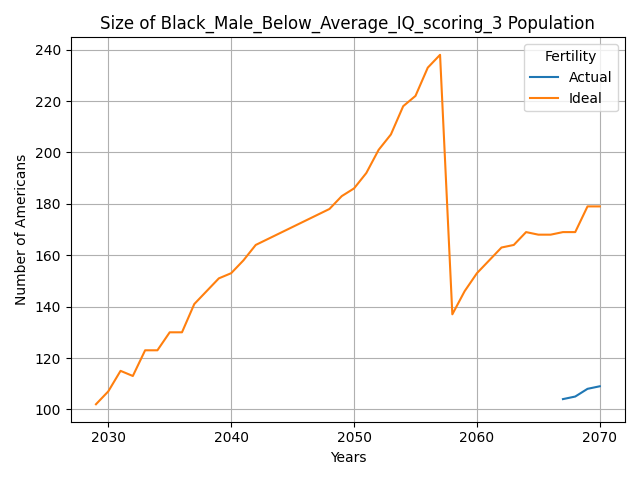 Size of Black_Male_Below_Average_IQ_scoring_3 Population
Fertility
Actual
Ideal
Number of Americans
240
220
200
180
160
140
120
100
2030 2040 2050 2060 2070
Years